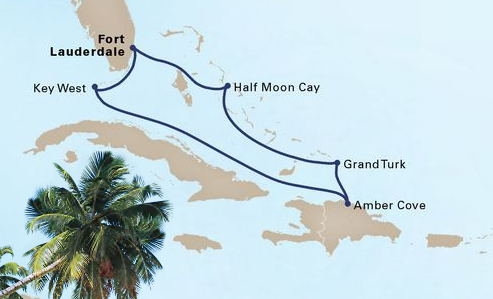 Fort
Lauderdale
Key West
Half Moon Cay
Grand Turk
Amber Cove